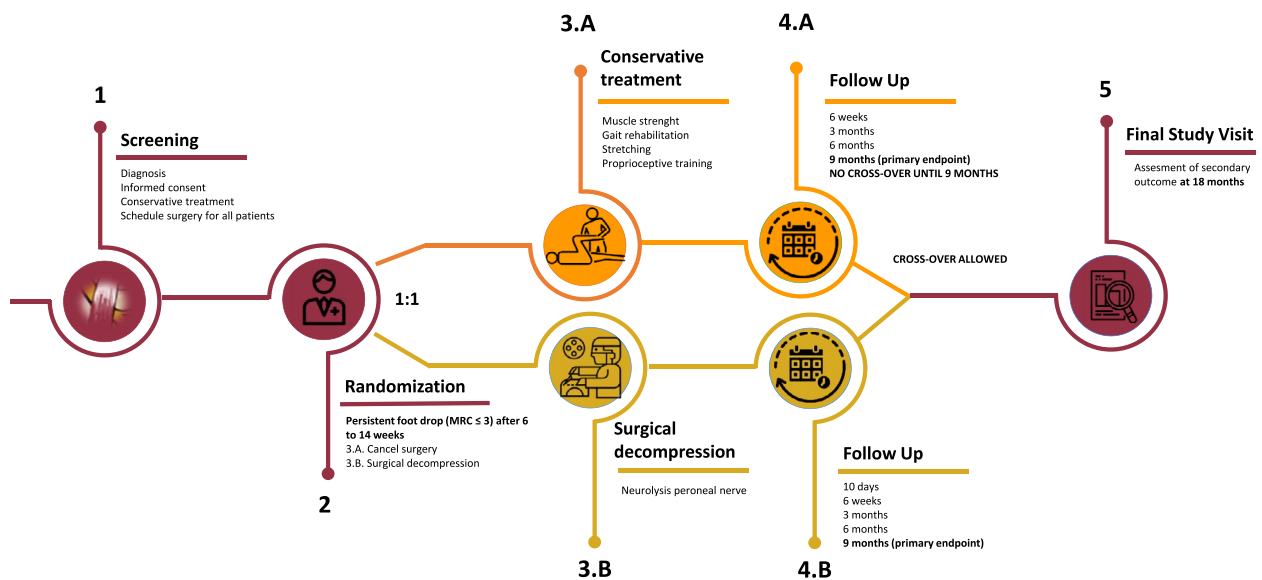 1
Screening
Diagnosis
Informed consent
Conservative treatment
Schedule surgery for all patients
1:1
Randomization
Persistent foot drop (MRC ≤ 3) after 6
to 14 weeks
3.A. Cancel surgery
3.B. Surgical decompression
2
3.A
Conservative
treatment
Muscle strenght
Gait rehabilitation
Stretching
Proprioceptive training
Surgical
decompression
Neurolysis peroneal nerve
3.B
4.A
Follow Up
6 weeks
3 months
6 months
9 months (primary endpoint)
NO CROSS-OVER UNTIL 9 MONTHS
CROSS-OVER ALLOWED
Follow Up
10 days
6 weeks
3 months
6 months
9 months (primary endpoint)
4.B
5
Final Study Visit
Assesment of secondary
outcome at 18 months